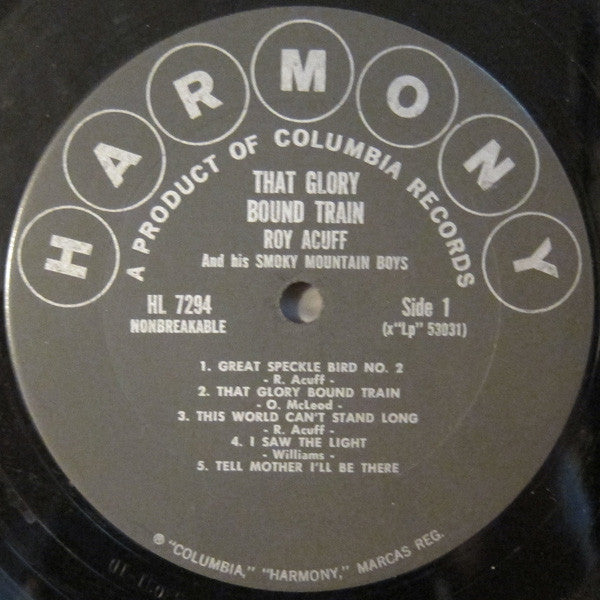 HARMONY
A PRODUCT OF COLUMBIA RECORDS
THAT GLORY
BOUND TRAIN
ROY ACUFF
And his SMOKY MOUNTAIN BOYS
HL 7294
NONBREAKABLE
Side 1
(x"Lp" 53031)
1. GREAT SPECKLE BIRD NO. 2
- R. Acuff -
2. THAT GLORY BOUND TRAIN
- O. McLeod -
3. THIS WORLD CAN'T STAND LONG
- R. Acuff -
4. I SAW THE LIGHT
- Williams -
5. TELL MOTHER I'LL BE THERE
® "COLUMBIA," "HARMONY," MARCAS REG.